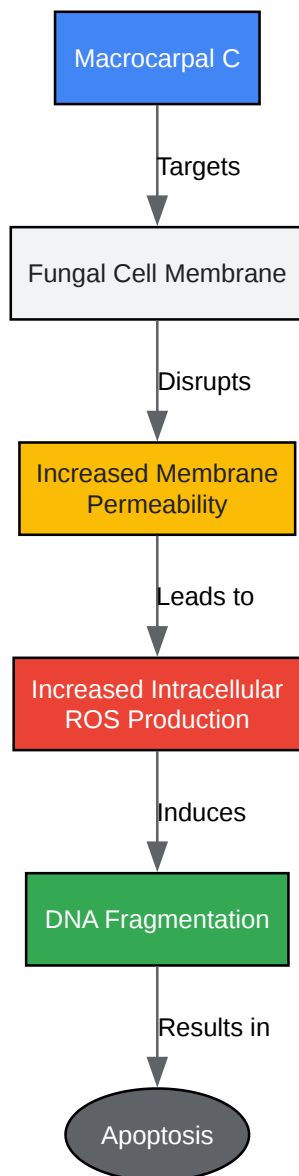 Macrocarpal C
Targets
Fungal Cell Membrane
Disrupts
Increased Membrane
Permeability
Leads to
Increased Intracellular
ROS Production
Induces
DNA Fragmentation
Results in
Apoptosis